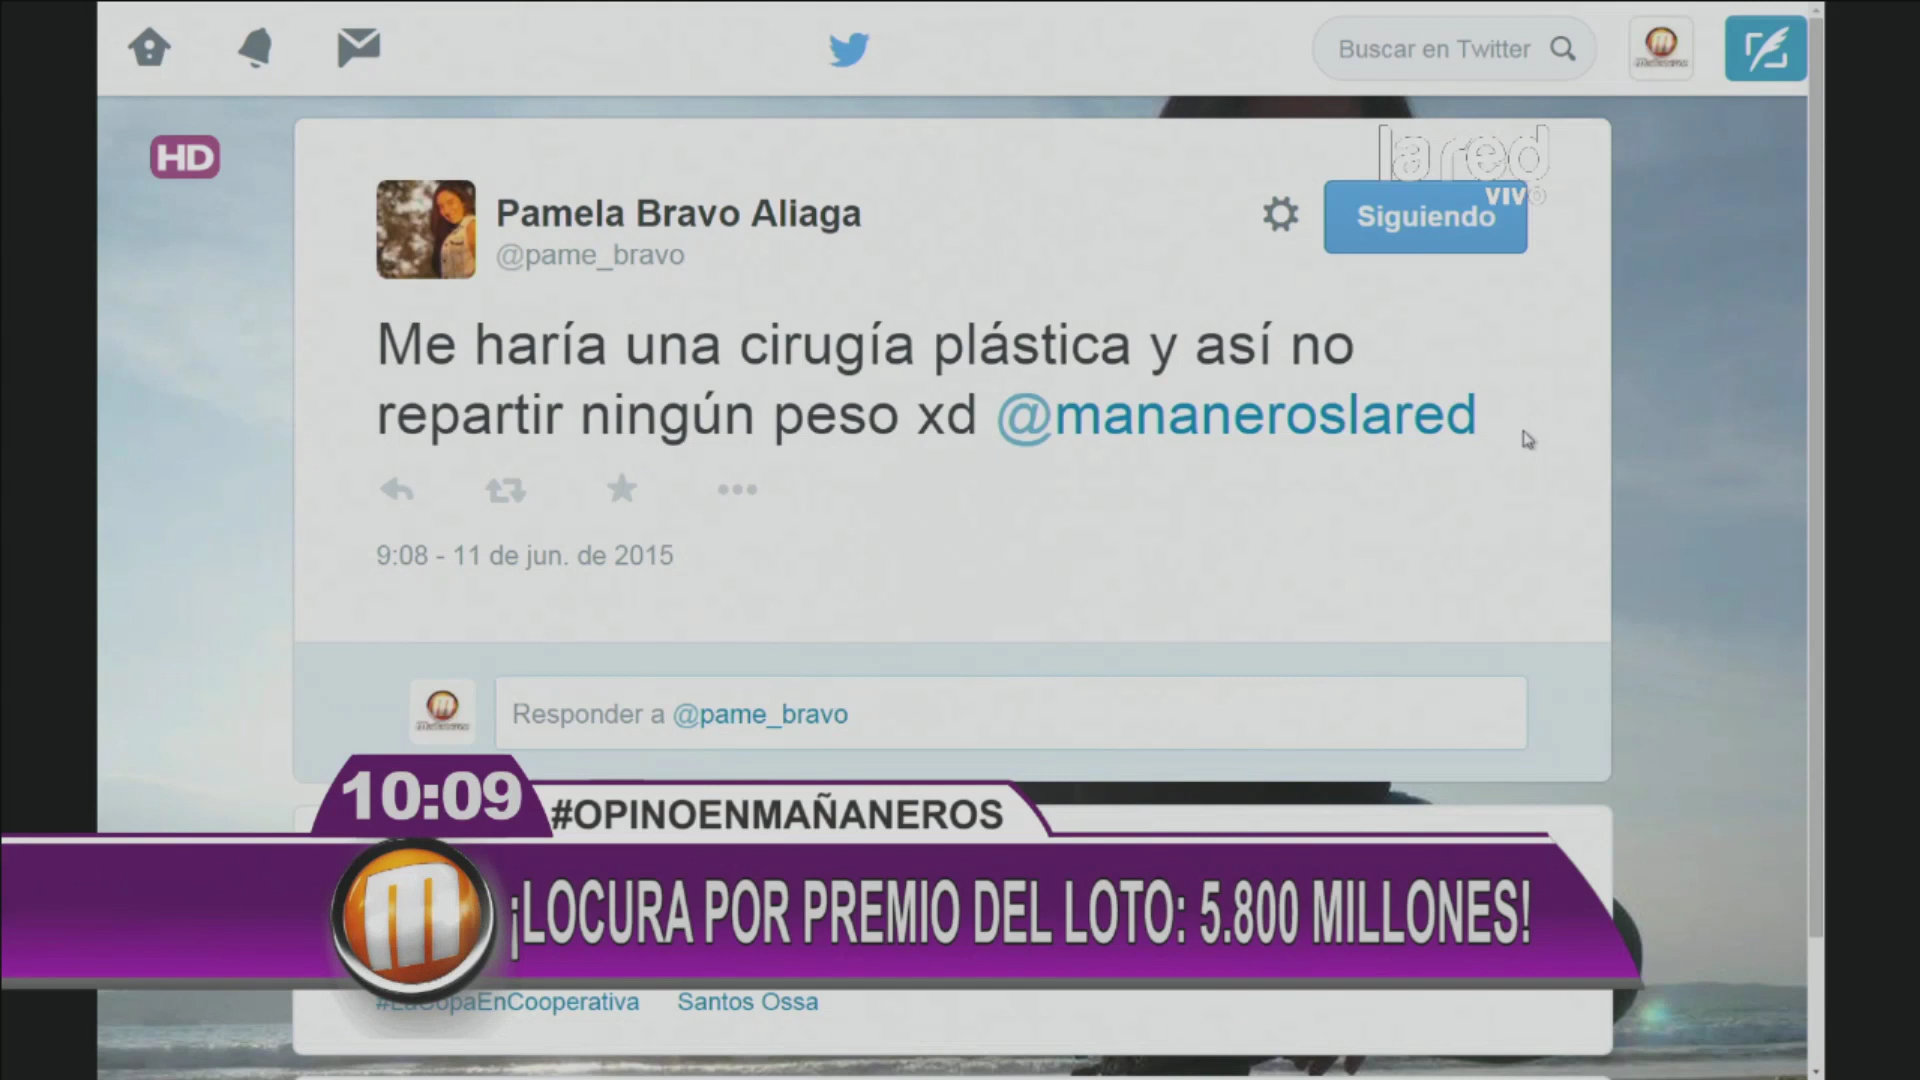 Buscar en Twitter
HD
la red
VIVO
Pamela Bravo Aliaga
@pame_bravo
Siguiendo
Me haría una cirugía plástica y así no
repartir ningún peso xd @mananeroslared
9:08 - 11 de jun. de 2015
Responder a @pame_bravo
10:09
#OPINOENMAÑANEROS
¡LOCURA POR PREMIO DEL LOTO: 5.800 MILLONES!
#LaCopaEnCooperativa Santos Ossa